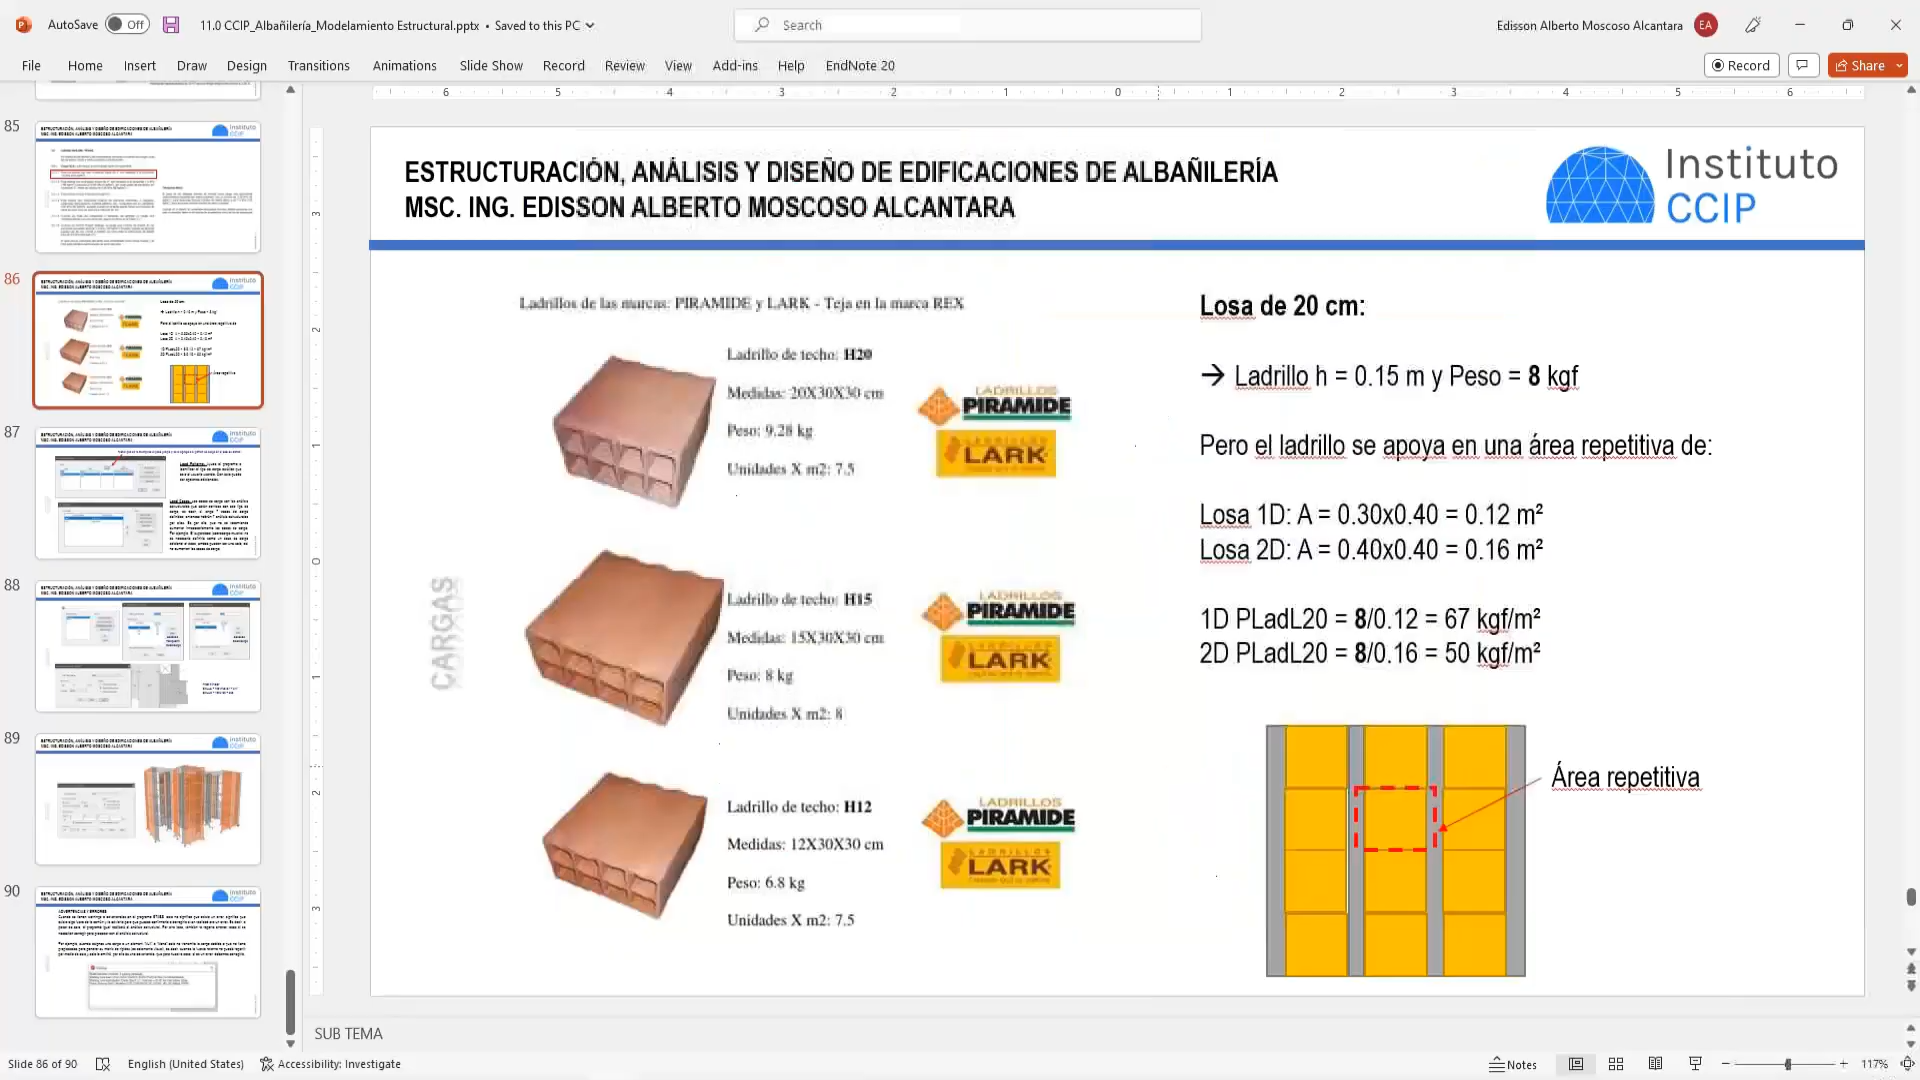 AutoSave Off 11.0 CCIP_Albañilería_Modelamiento Estructural.pptx • Saved to this PC Search Edisson Alberto Moscoso Alcantara EA
File Home Insert Draw Design Transitions Animations Slide Show Record Review View Add-ins Help EndNote 20 Record Share
85
86
87
88
89
90
ESTRUCTURACIÓN, ANÁLISIS Y DISEÑO DE EDIFICACIONES DE ALBAÑILERÍA
MSC. ING. EDISSON ALBERTO MOSCOSO ALCANTARA
Instituto
CCIP
CARGAS
Ladrillos de las marcas: PIRAMIDE y LARK - Teja en la marca REX
Ladrillo de techo: H20
Medidas: 20X30X30 cm
Peso: 9.28 kg
Unidades X m2: 7.5
LADRILLOS
PIRAMIDE
LADRILLOS
LARK
Ladrillo de techo: H15
Medidas: 15X30X30 cm
Peso: 8 kg
Unidades X m2: 8
LADRILLOS
PIRAMIDE
LADRILLOS
LARK
Ladrillo de techo: H12
Medidas: 12X30X30 cm
Peso: 6.8 kg
Unidades X m2: 7.5
LADRILLOS
PIRAMIDE
LADRILLOS
LARK
Losa de 20 cm:
→ Ladrillo h = 0.15 m y Peso = 8 kgf
Pero el ladrillo se apoya en una área repetitiva de:
Losa 1D: A = 0.30x0.40 = 0.12 m²
Losa 2D: A = 0.40x0.40 = 0.16 m²
1D PLadL20 = 8/0.12 = 67 kgf/m²
2D PLadL20 = 8/0.16 = 50 kgf/m²
Área repetitiva
SUB TEMA
Slide 86 of 90 English (United States) Accessibility: Investigate Notes 117%